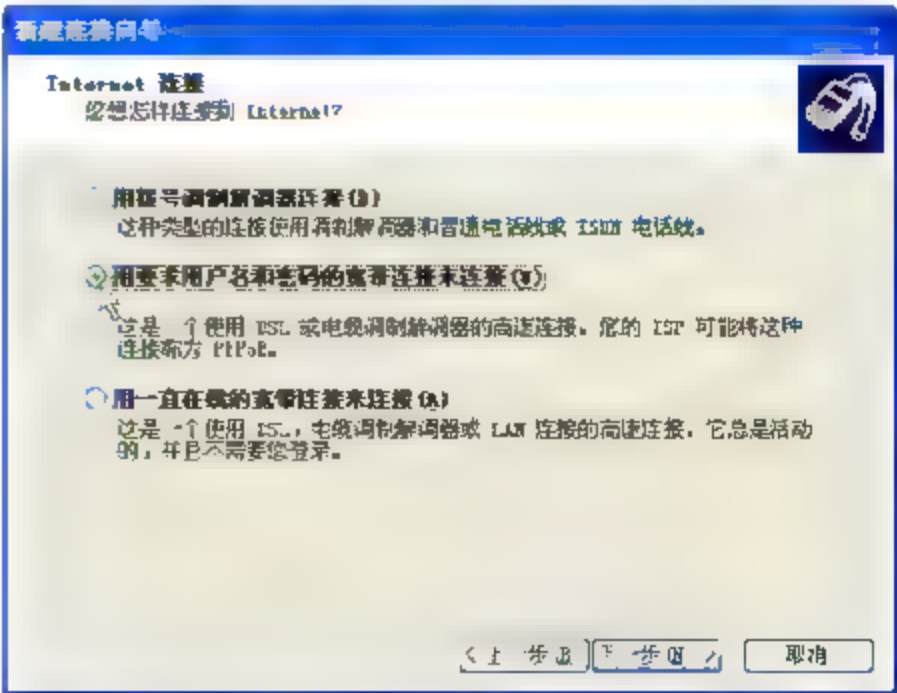 新建连接向导
Internet 连接
您想怎样连接到 Internet?
用拨号调制解调器连接(D)
这种类型的连接使用调制解调器和普通电话线或 ISDN 电话线。
用要求用户名和密码的宽带连接来连接(U)
这是一个使用 DSL 或电缆调制解调器的高速连接。您的 ISP 可能将这种
连接称为 PPPoE。
用一直在线的宽带连接来连接(A)
这是一个使用 DSL，电缆调制解调器或 LAN 连接的高速连接。它总是活动
的，并且不需要您登录。
<上一步(B) 下一步(N) > 取消